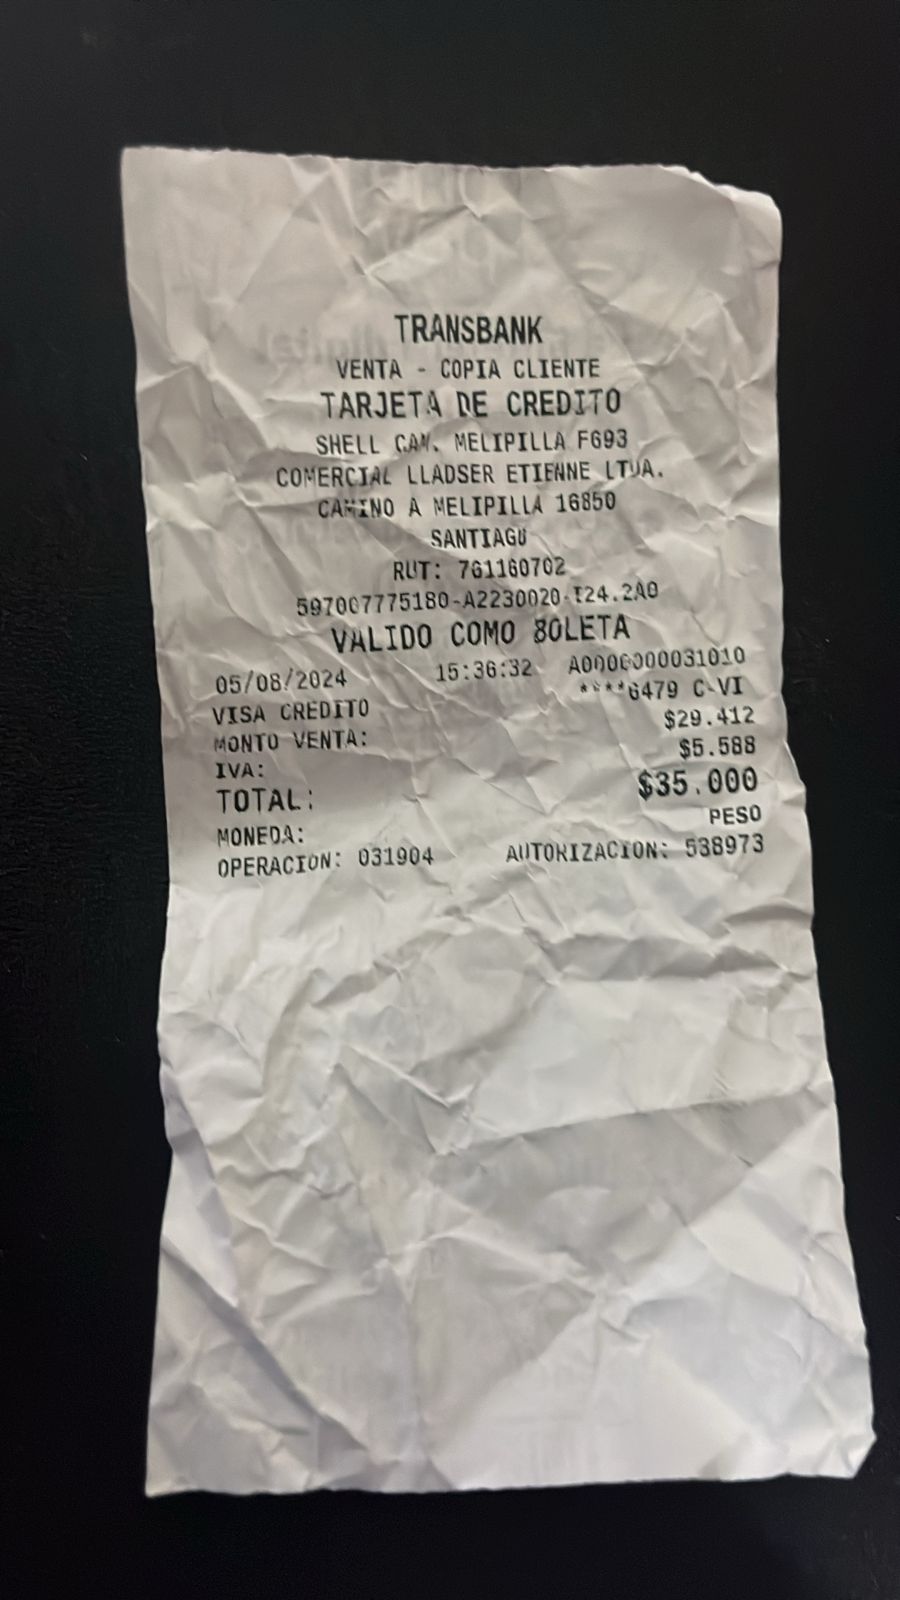 TRANSBANK
VENTA - COPIA CLIENTE
TARJETA DE CREDITO
SHELL CAM. MELIPILLA F693
COMERCIAL LLADSER ETIENNE LTDA.
CAMINO A MELIPILLA 16850
SANTIAGO
RUT: 761160702
597007775180-A2230020-I24.2A0
VALIDO COMO BOLETA
05/08/2024 15:36:32 A0000000031010
VISA CREDITO ****6479 C-VI
MONTO VENTA: $29.412
IVA: $5.588
TOTAL: $35.000
MONEDA: PESO
OPERACION: 031904 AUTORIZACION: 538973